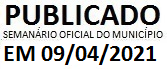 PUBLICADO
SEMANÁRIO OFICIAL DO MUNICÍPIO
EM 09/04/2021